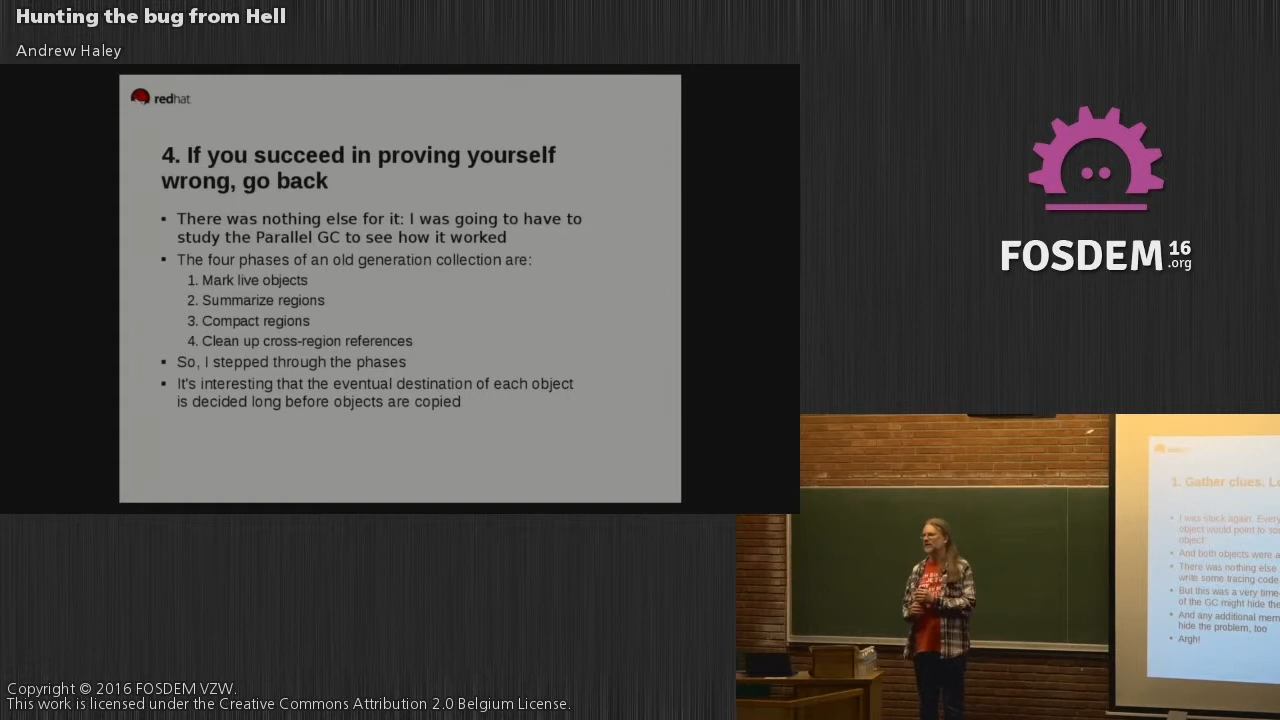 Hunting the bug from Hell
Andrew Haley
redhat
4. If you succeed in proving yourself
wrong, go back
▪ There was nothing else for it: I was going to have to
study the Parallel GC to see how it worked
▪ The four phases of an old generation collection are:
1. Mark live objects
2. Summarize regions
3. Compact regions
4. Clean up cross-region references
▪ So, I stepped through the phases
▪ It's interesting that the eventual destination of each object
is decided long before objects are copied
FOSDEM 16
.org
1. Gather clues.
I was stuck again.
object would point to
object
And both objects were
There was nothing else
write some tracing code
But this was a very time-
of the GC might hide the
And any additional
hide the problem, too
Argh!
Copyright © 2016 FOSDEM VZW.
This work is licensed under the Creative Commons Attribution 2.0 Belgium License.